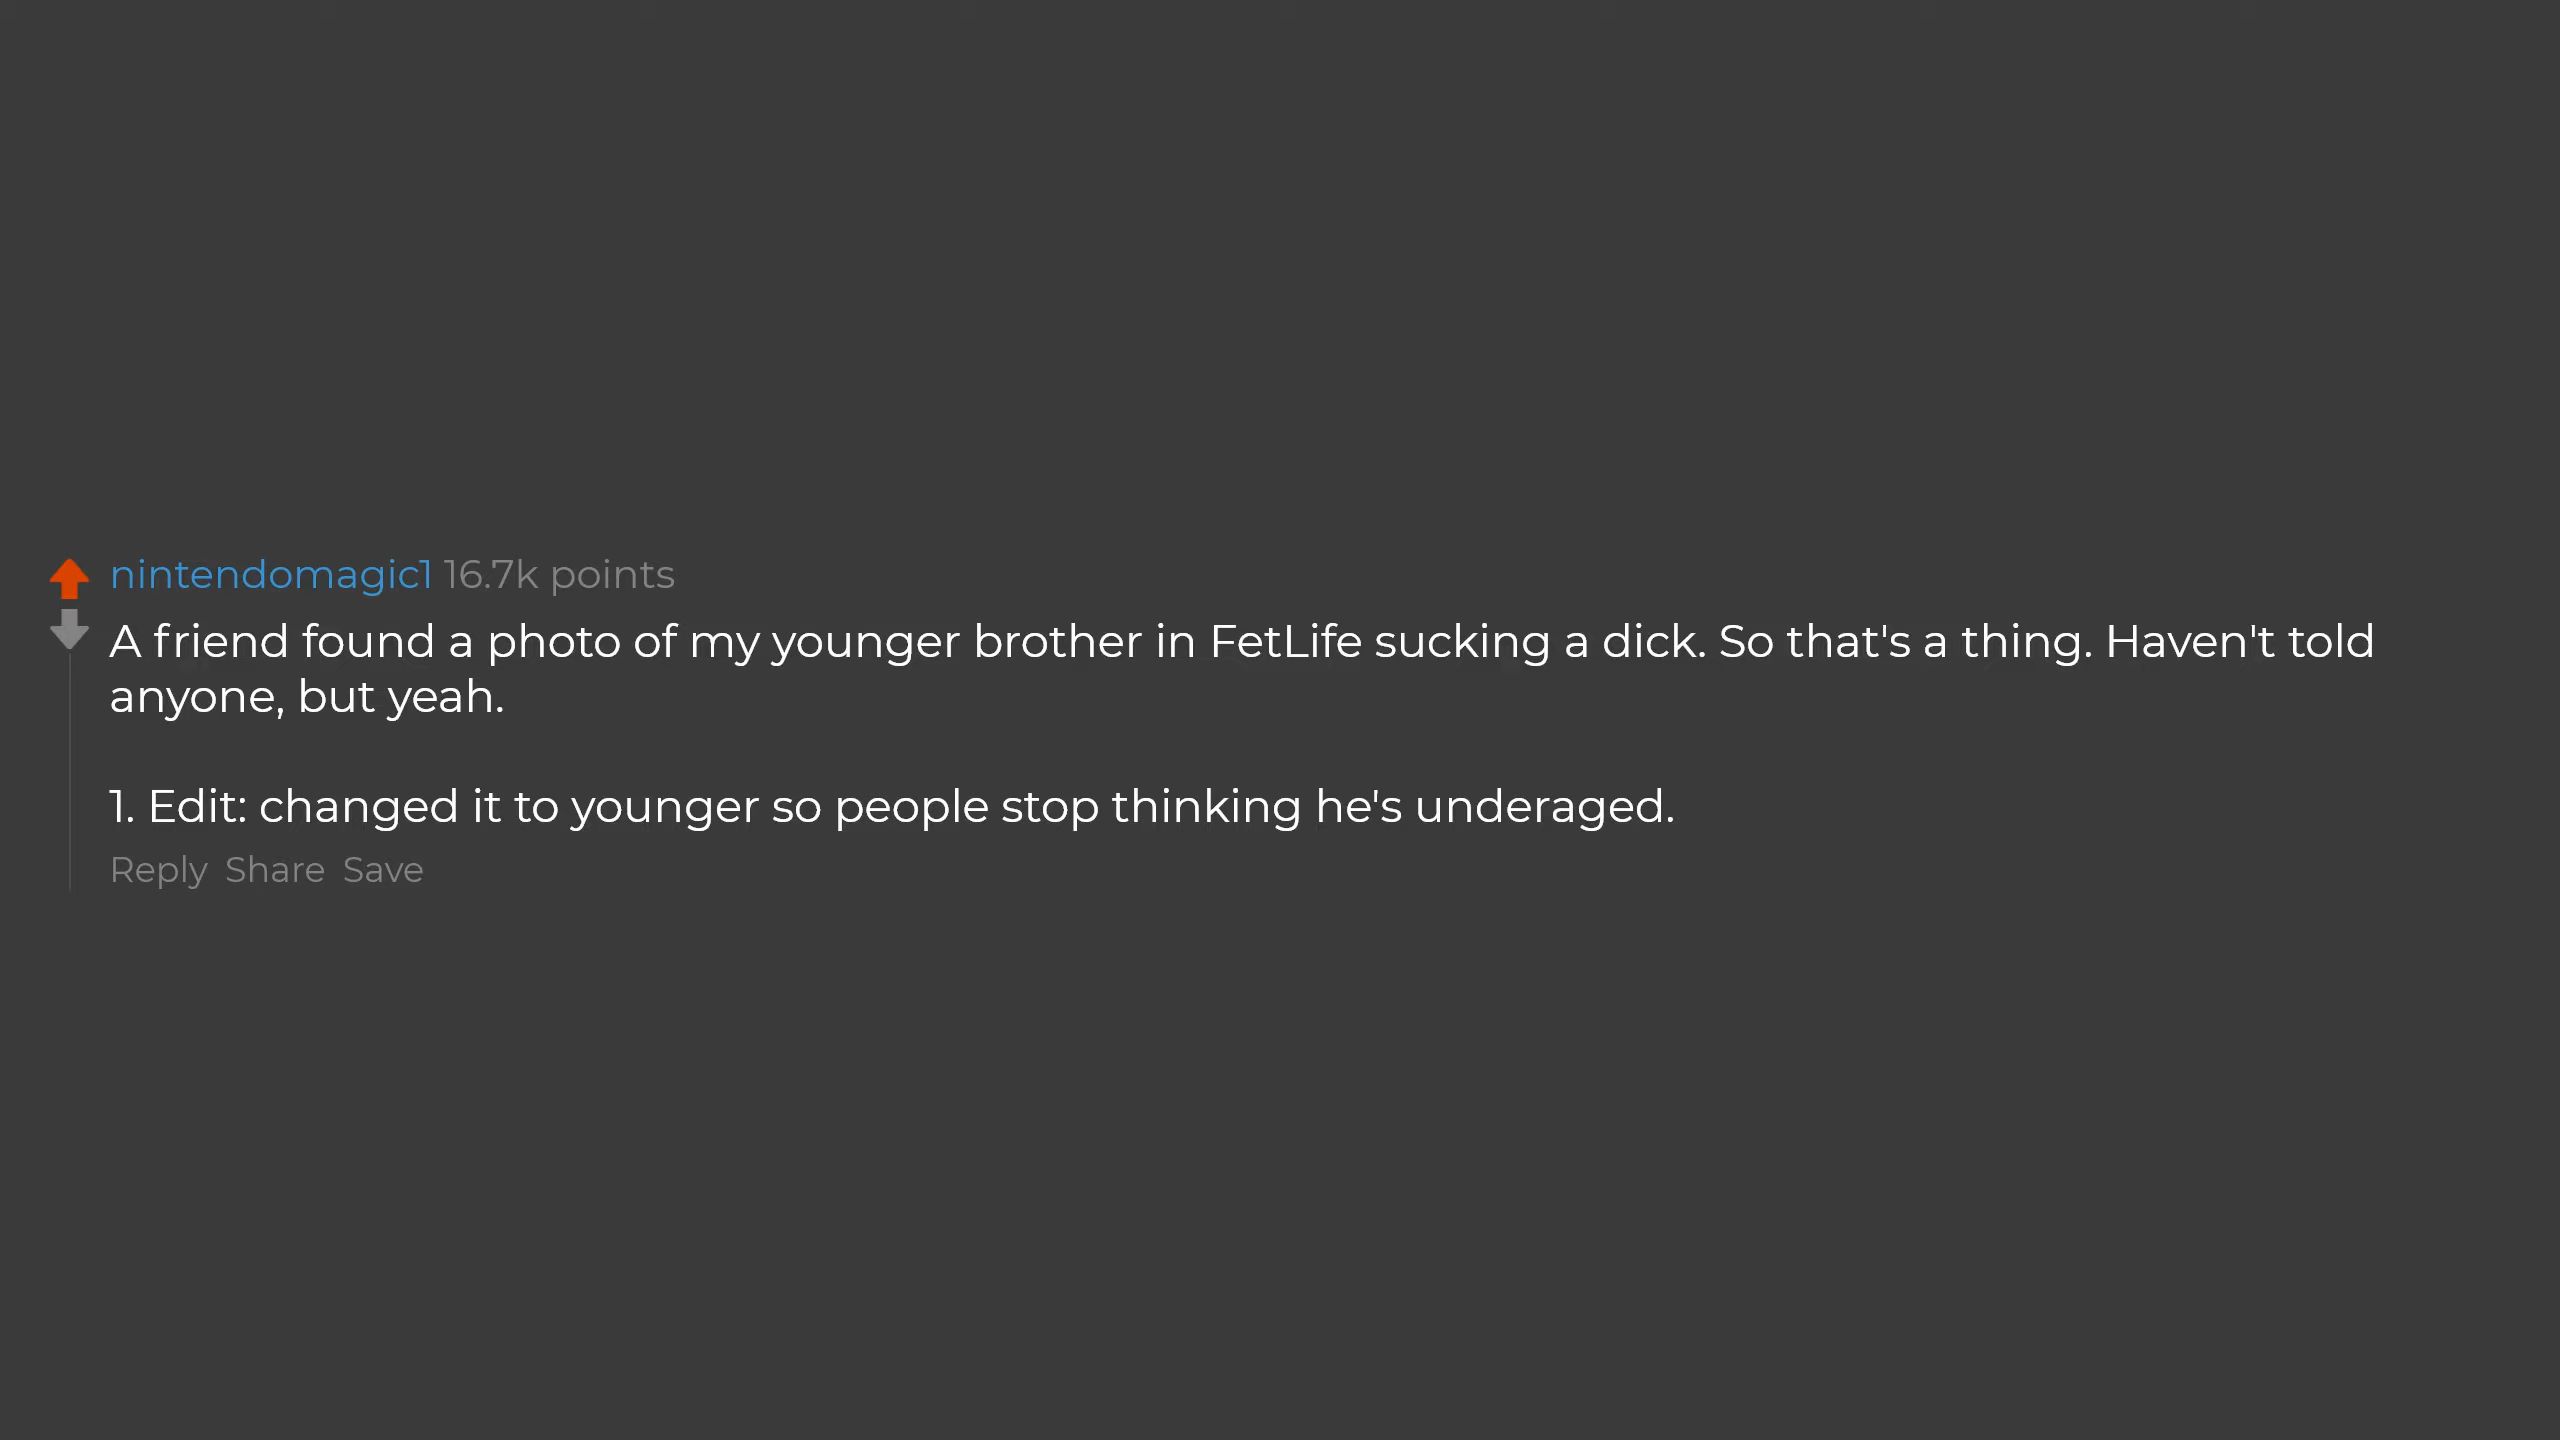 nintendomagic1 16.7k points
A friend found a photo of my younger brother in FetLife sucking a dick. So that's a thing. Haven't told
anyone, but yeah.
1. Edit: changed it to younger so people stop thinking he's underaged.
Reply Share Save